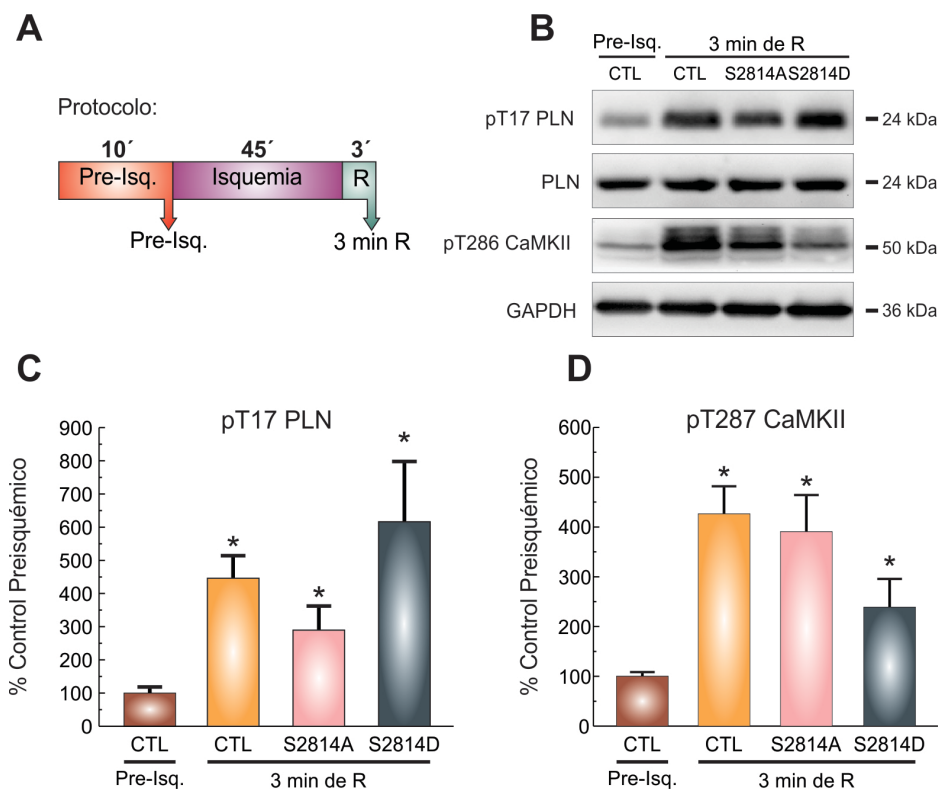 A
Protocolo:
10´ 45´ 3´
Pre-Isq. Isquemia R
Pre-Isq. 3 min R
B
Pre-Isq. 3 min de R
CTL CTL S2814A S2814D
pT17 PLN 24 kDa
PLN 24 kDa
pT286 CaMKII 50 kDa
GAPDH 36 kDa
C
pT17 PLN
% Control Preisquémico
900
800
700
600
500
400
300
200
100
0
* * *
CTL CTL S2814A S2814D
Pre-Isq. 3 min de R
D
pT287 CaMKII
% Control Preisquémico
600
500
400
300
200
100
0
* * *
CTL CTL S2814A S2814D
Pre-Isq. 3 min de R